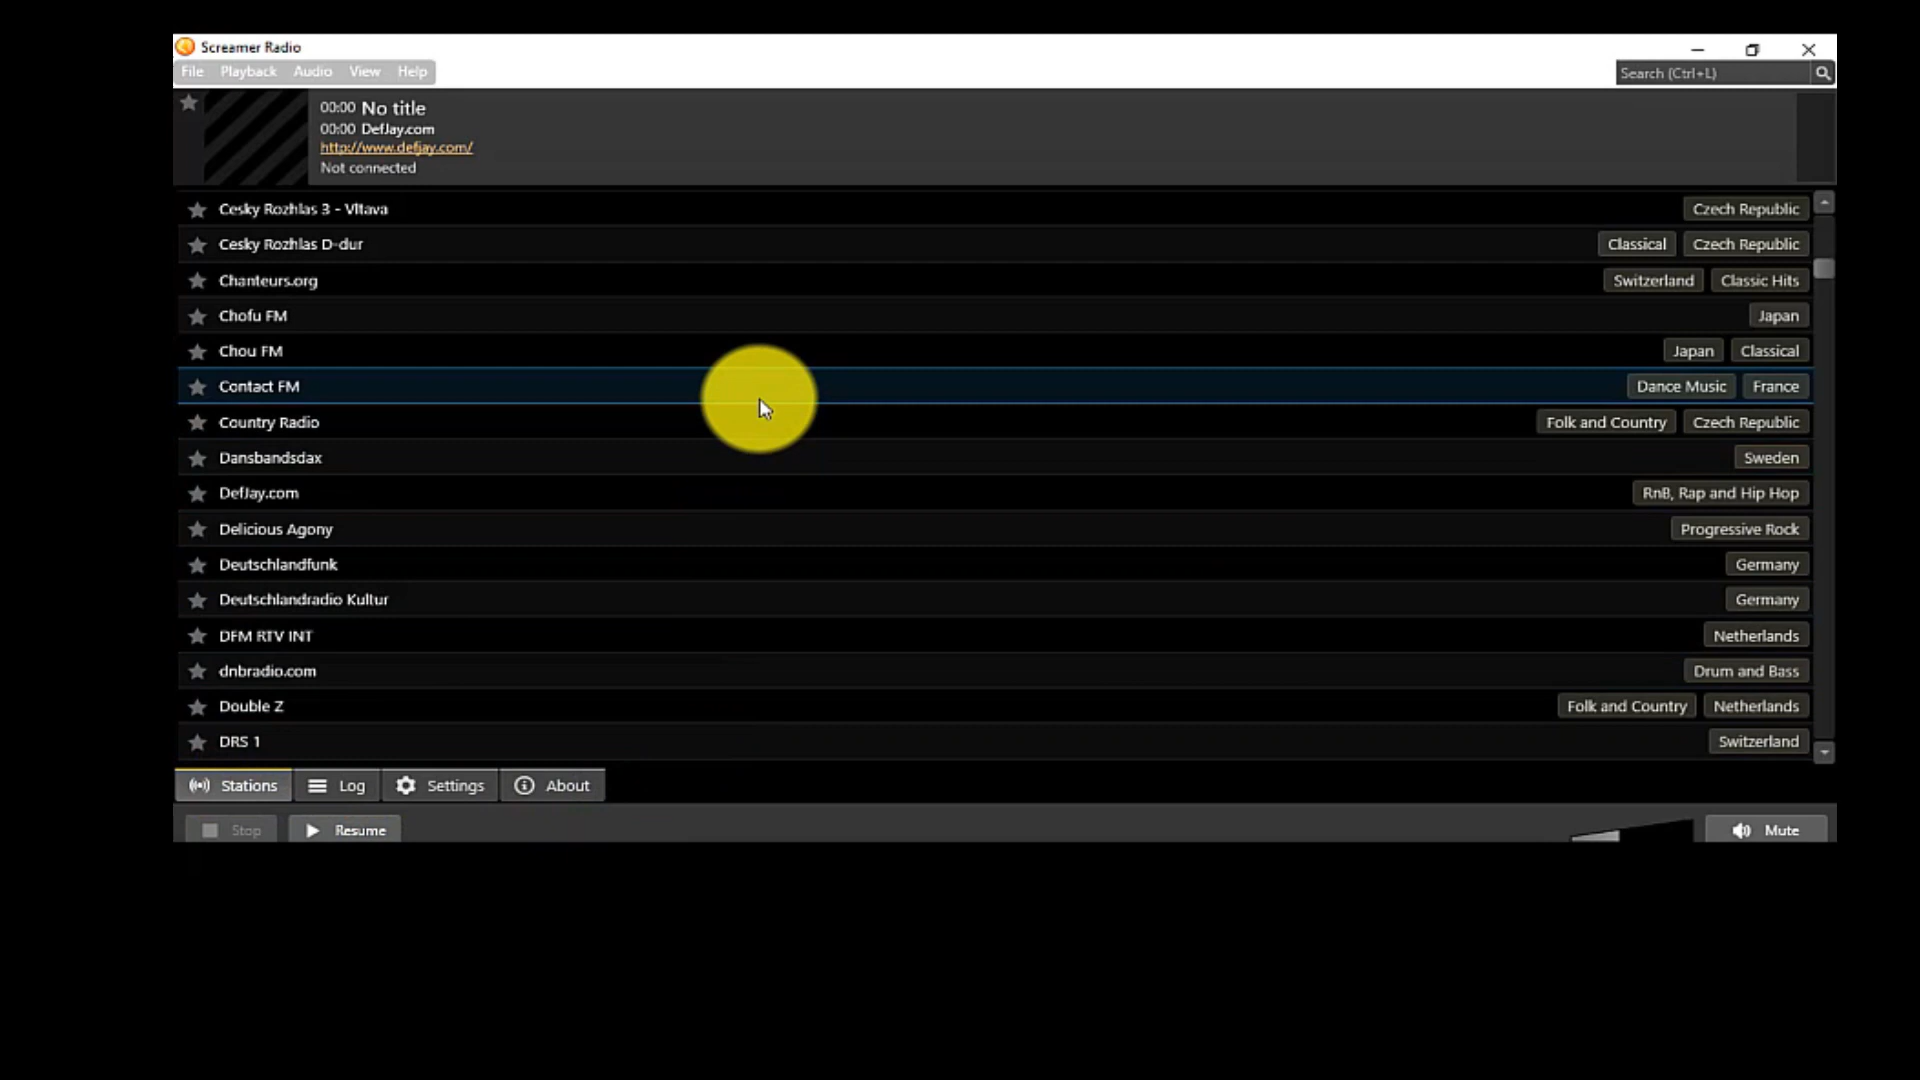 Screamer Radio
File Playback Audio View Help
Search (Ctrl+L)
00:00 No title
00:00 DefJay.com
http://www.defjay.com/
Not connected
Cesky Rozhlas 3 - Vltava Czech Republic
Cesky Rozhlas D-dur Classical Czech Republic
Chanteurs.org Switzerland Classic Hits
Chofu FM Japan
Chou FM Japan Classical
Contact FM Dance Music France
Country Radio Folk and Country Czech Republic
Dansbandsdax Sweden
DefJay.com RnB, Rap and Hip Hop
Delicious Agony Progressive Rock
Deutschlandfunk Germany
Deutschlandradio Kultur Germany
DFM RTV INT Netherlands
dnbradio.com Drum and Bass
Double Z Folk and Country Netherlands
DRS 1 Switzerland
Stations Log Settings About
Stop Resume Mute